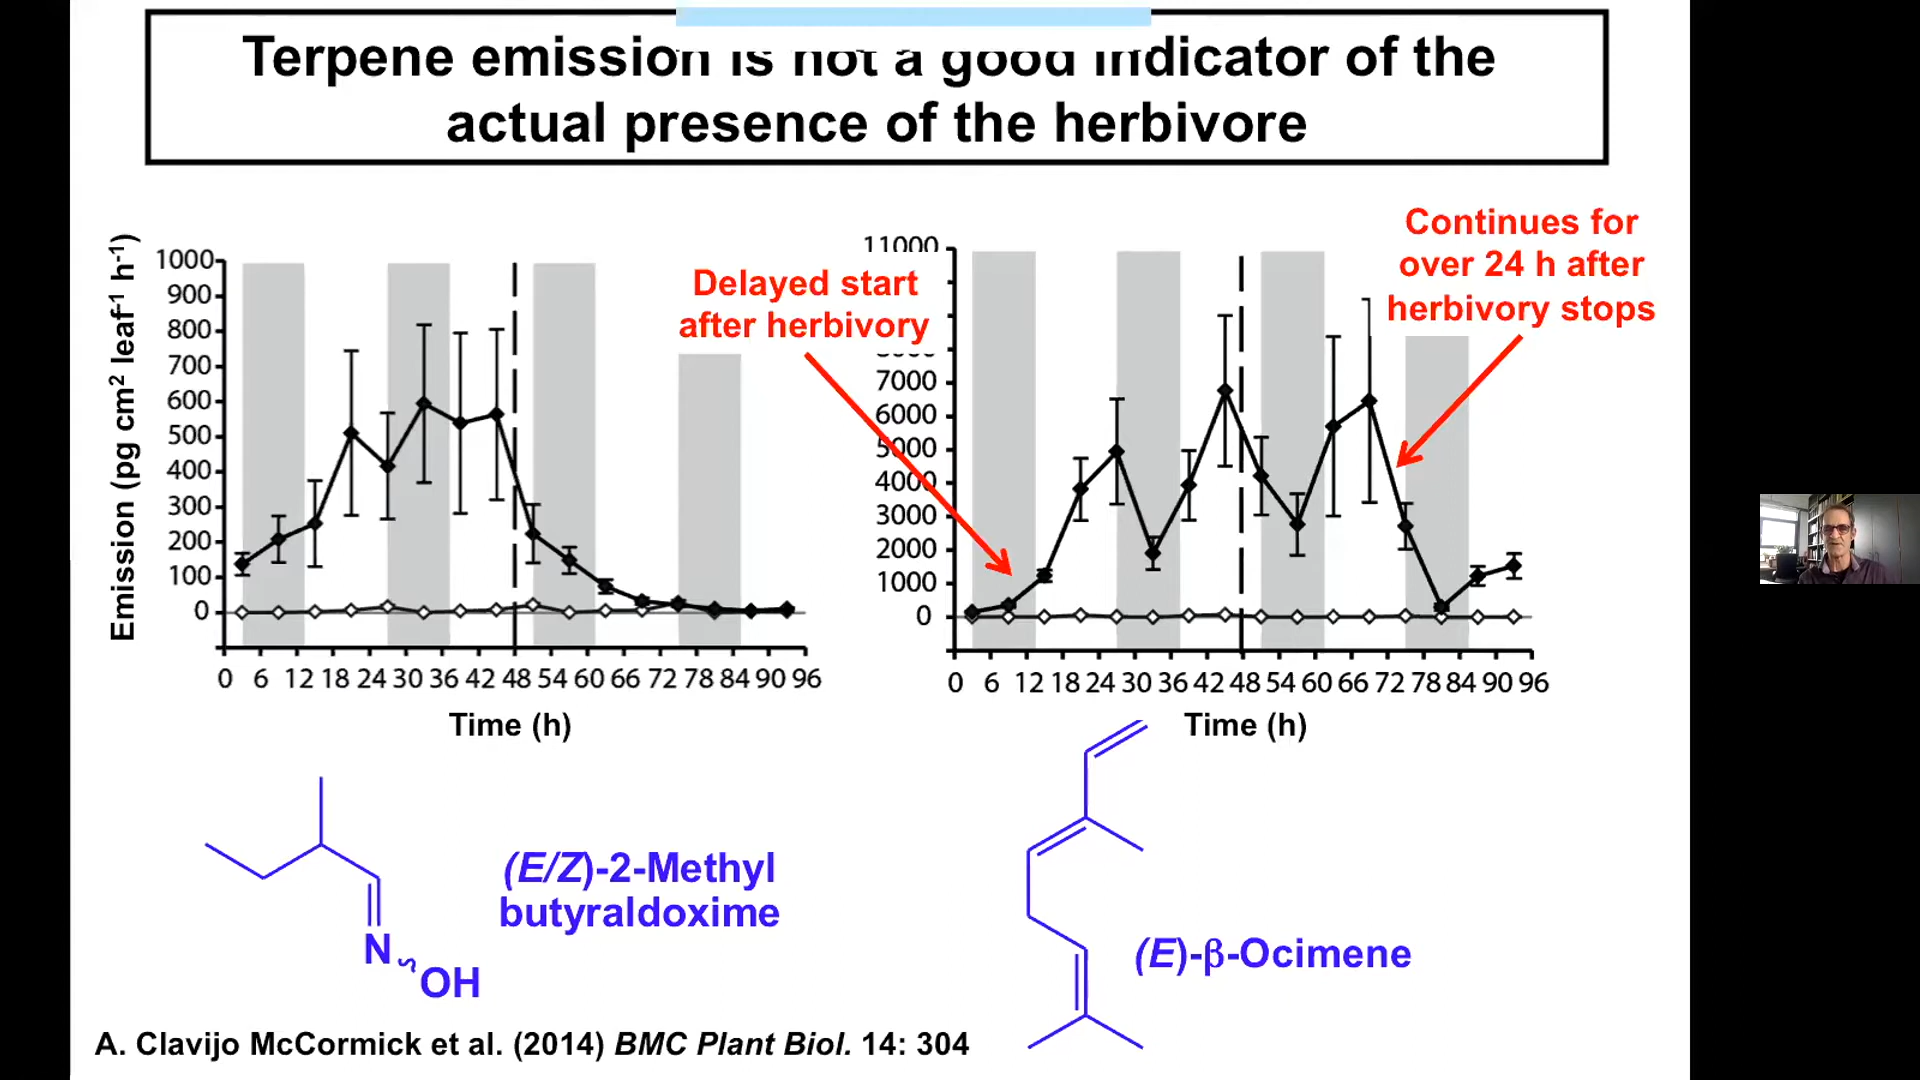 Terpene emission is not a good indicator of the
actual presence of the herbivore
Emission (pg cm2 leaf-1 h-1)
1000
900
800
700
600
500
400
300
200
100
0
0 6 12 18 24 30 36 42 48 54 60 66 72 78 84 90 96
Time (h)
Delayed start
after herbivory
11000
7000
6000
5000
4000
3000
2000
1000
0
0 6 12 18 24 30 36 42 48 54 60 66 72 78 84 90 96
Time (h)
Continues for
over 24 h after
herbivory stops
N
OH
(E/Z)-2-Methyl
butyraldoxime
(E)-β-Ocimene
A. Clavijo McCormick et al. (2014) BMC Plant Biol. 14: 304